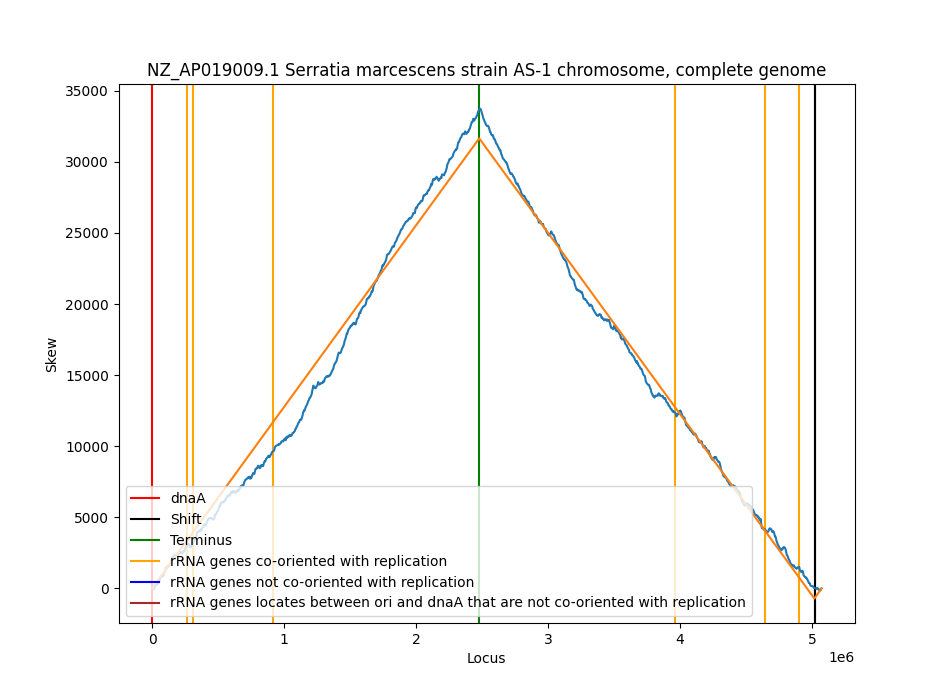 NZ_AP019009.1 Serratia marcescens strain AS-1 chromosome, complete genome
35000
30000
25000
20000
15000
10000
5000
0
Skew
dnaA
Shift
Terminus
rRNA genes co-oriented with replication
rRNA genes not co-oriented with replication
rRNA genes locates between ori and dnaA that are not co-oriented with replication
0 1 2 3 4 5
1e6
Locus